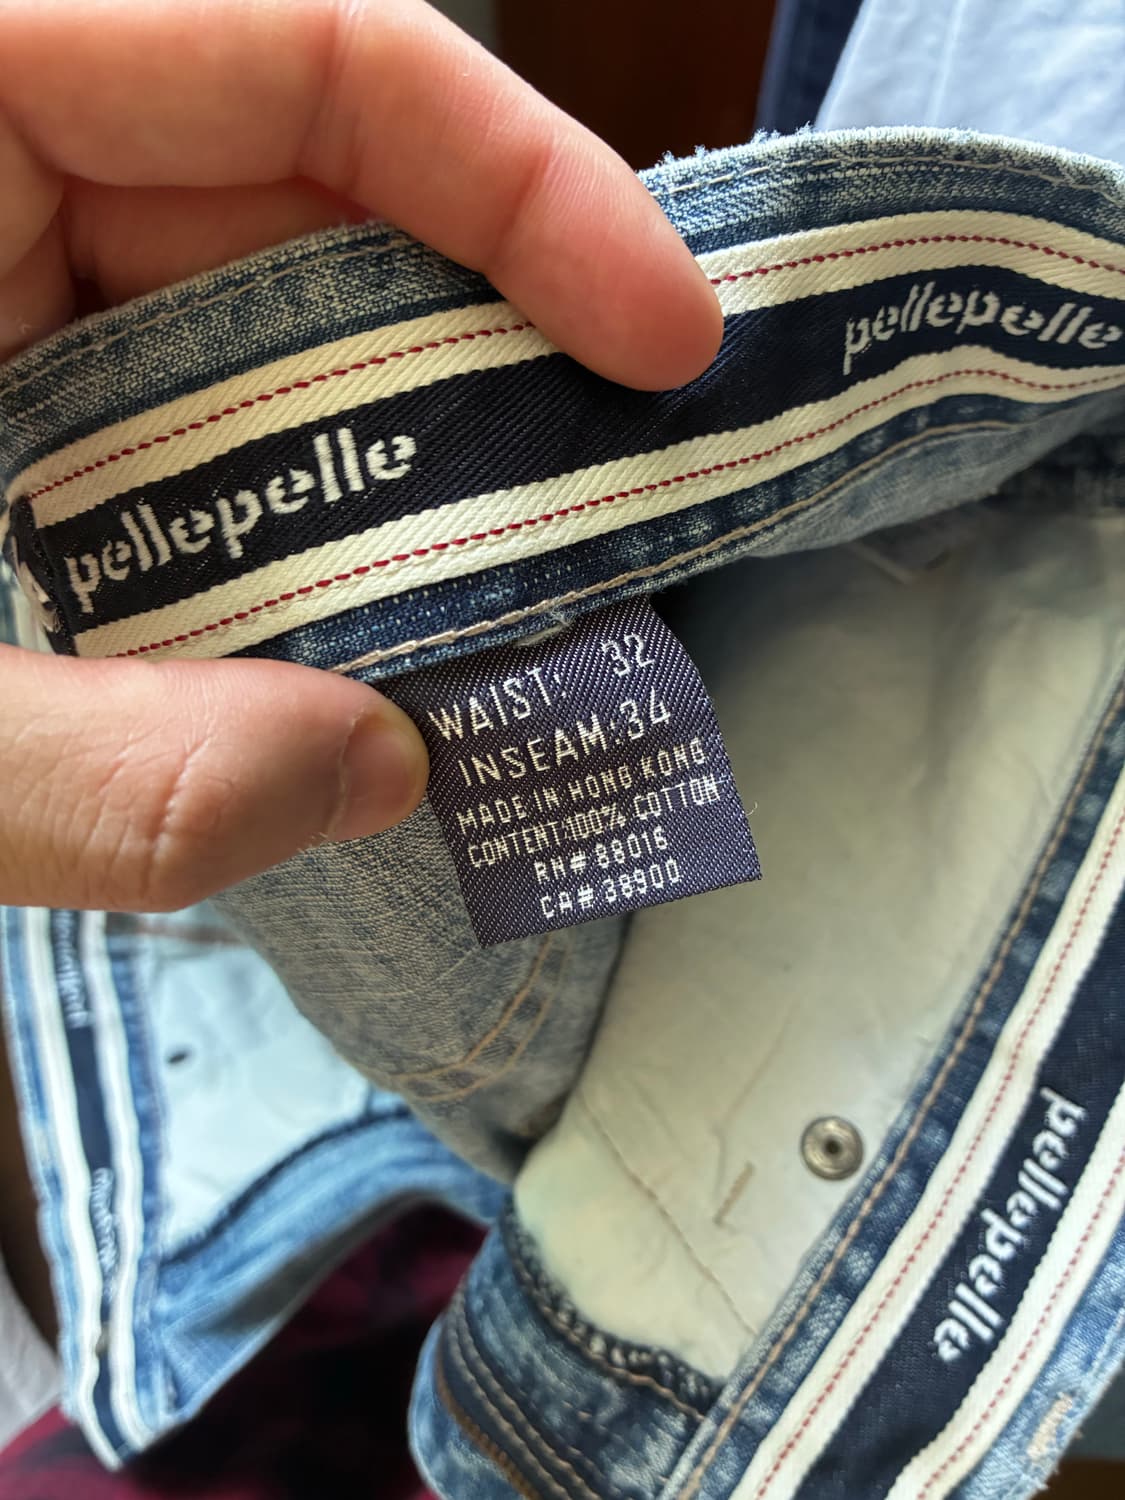 pellepelle
pellepelle
WAIST: 32
INSEAM:34
MADE IN HONG KONG
CONTENT:100% COTTON
RN# 88016
CA# 38900
pellepelle